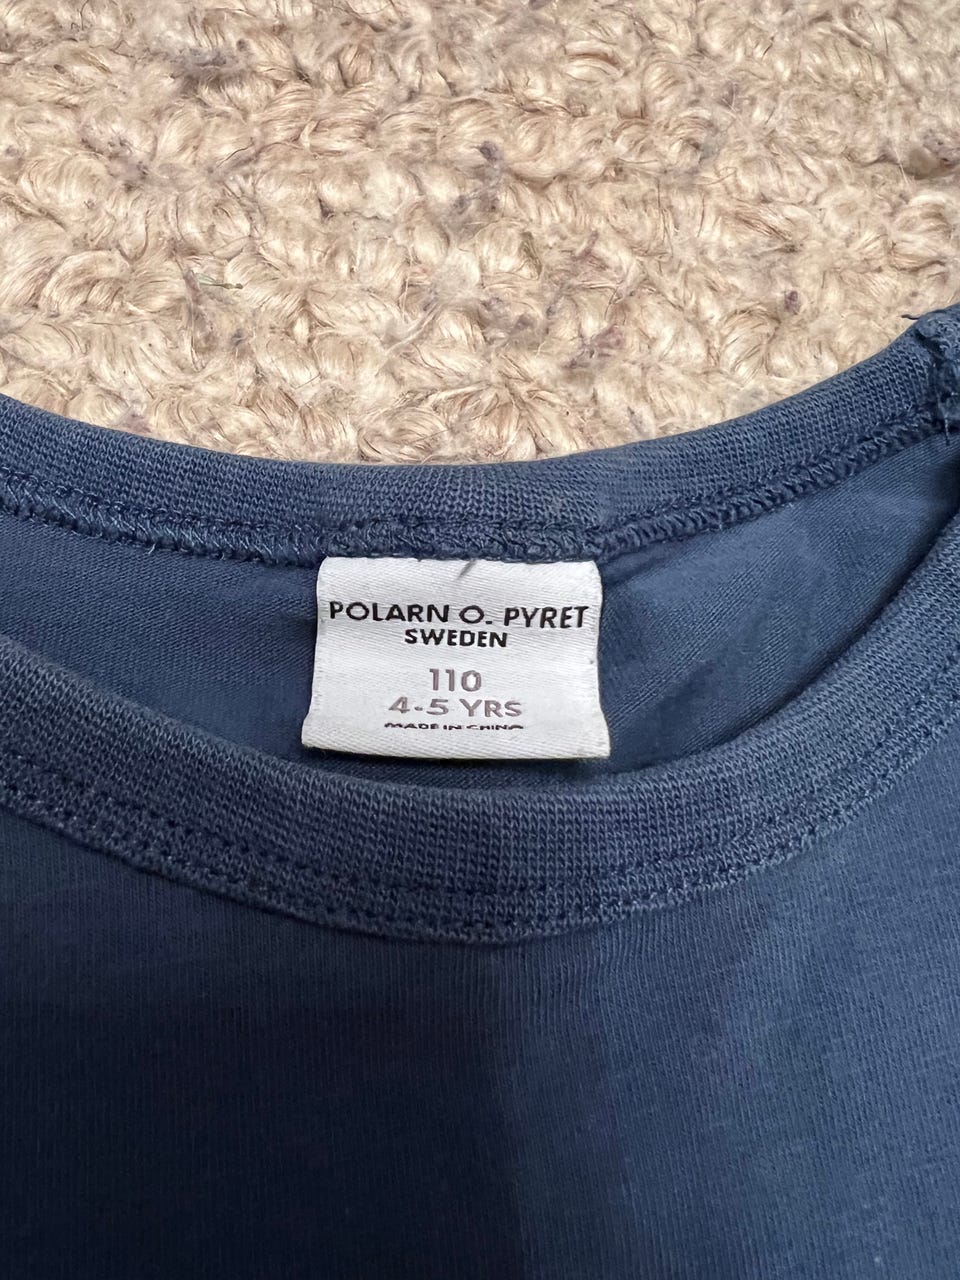 POLARN O. PYRET
SWEDEN
110
4-5 YRS
MADE IN CHINA